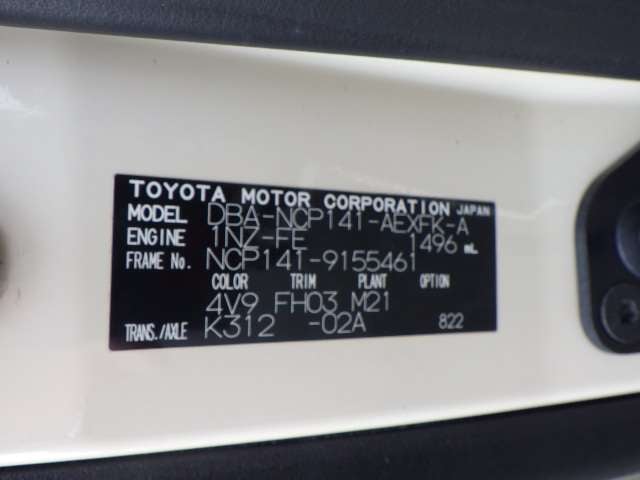 TOYOTA MOTOR CORPORATION JAPAN
MODEL DBA-NCP141-AEXFK-A
ENGINE 1NZ-FE 1496 mL
FRAME No. NCP141-9155461
COLOR TRIM PLANT OPTION
4V9 FH03 M21
TRANS./AXLE K312 -02A 822